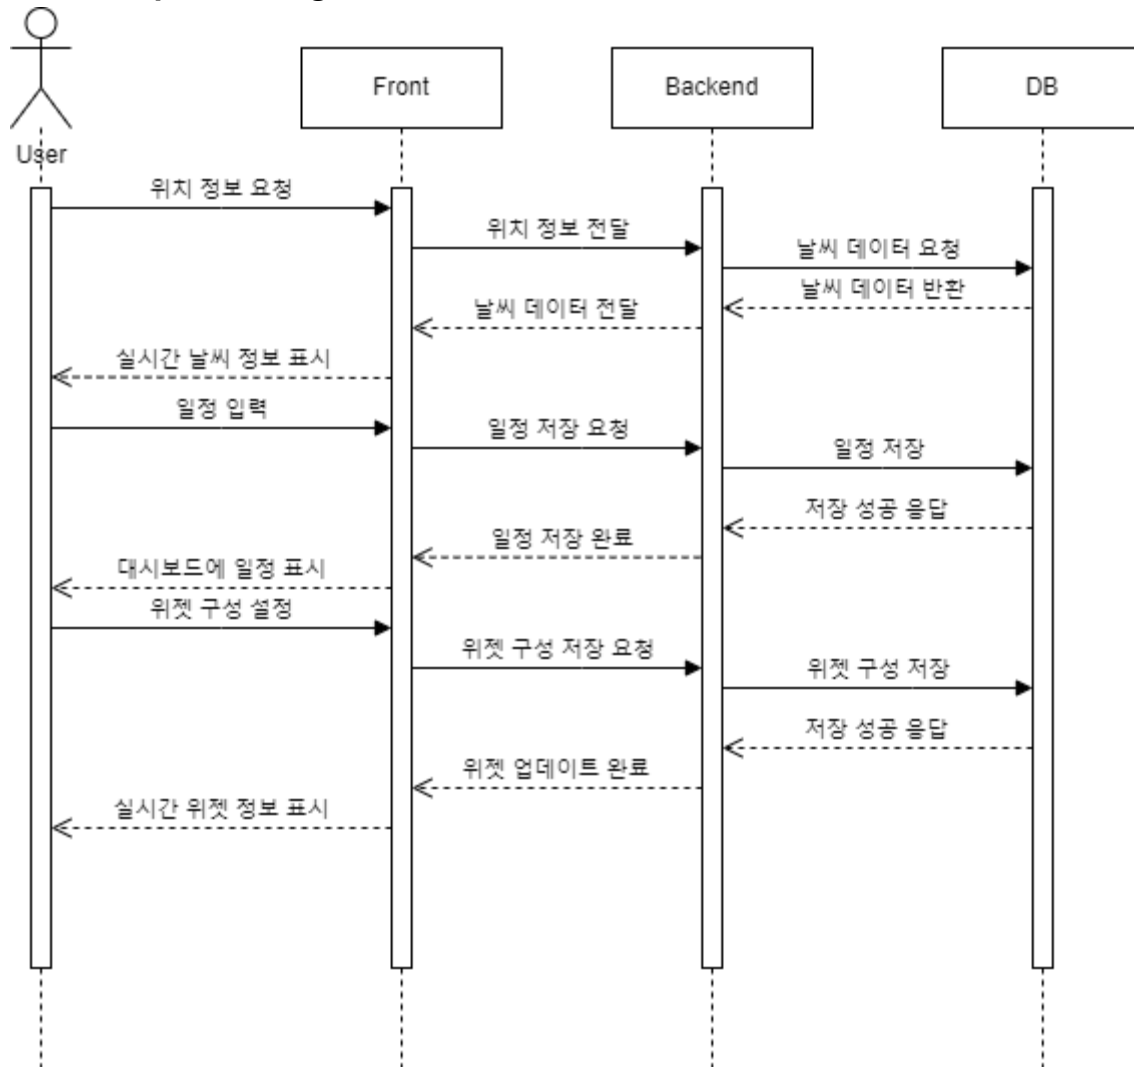 Front
Backend
DB
User
위치 정보 요청
위치 정보 전달
날씨 데이터 요청
날씨 데이터 반환
날씨 데이터 전달
실시간 날씨 정보 표시
일정 입력
일정 저장 요청
일정 저장
저장 성공 응답
일정 저장 완료
대시보드에 일정 표시
위젯 구성 설정
위젯 구성 저장 요청
위젯 구성 저장
저장 성공 응답
위젯 업데이트 완료
실시간 위젯 정보 표시